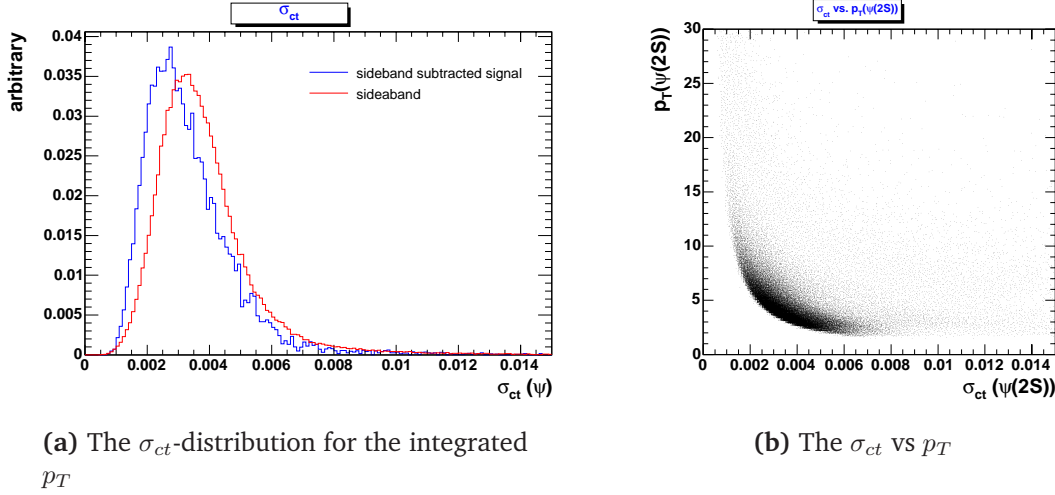 σct
arbitrary
0.04
0.035
0.03
0.025
0.02
0.015
0.01
0.005
0
sideband subtracted signal
sideaband
0 0.002 0.004 0.006 0.008 0.01 0.012 0.014
σct (ψ)
(a) The σct-distribution for the integrated
pT
σct vs. pT(ψ(2S))
pT(ψ(2S))
30
25
20
15
10
5
0
0 0.002 0.004 0.006 0.008 0.01 0.012 0.014
σct (ψ(2S))
(b) The σct vs pT